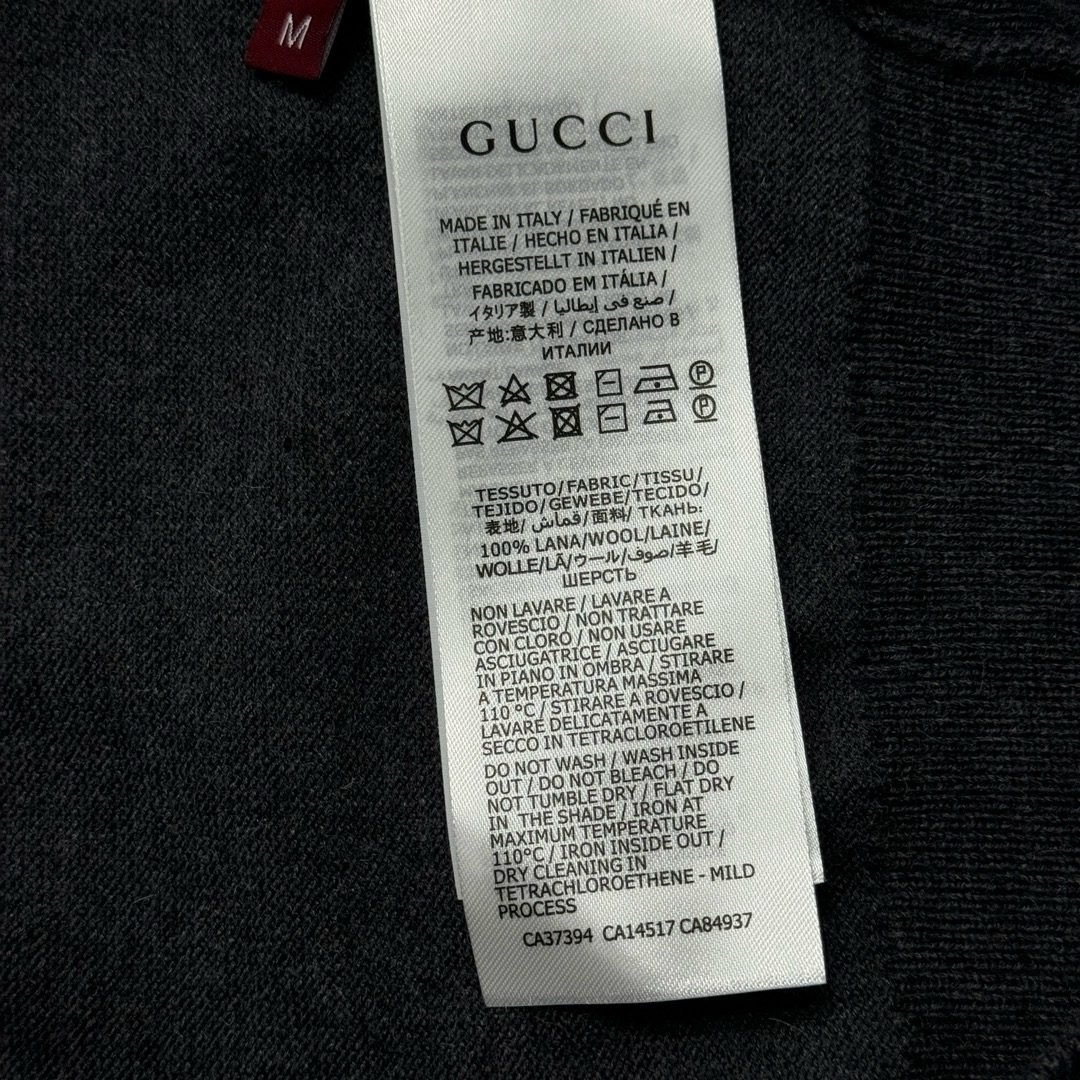 M
GUCCI
MADE IN ITALY / FABRIQUÉ EN
ITALIE / HECHO EN ITALIA /
HERGESTELLT IN ITALIEN /
FABRICADO EM ITÁLIA /
イタリア製 / صنع في إيطاليا /
产地:意大利 / СДЕЛАНО В
ИТАЛИИ
TESSUTO/FABRIC/TISSU/
TEJIDO/GEWEBE/TECIDO/
表地/ قماش/面料/ ТКАНЬ:
100% LANA/WOOL/LAINE/
WOLLE/LÃ/ウール/صوف/羊毛/
ШЕРСТЬ
NON LAVARE / LAVARE A
ROVESCIO / NON TRATTARE
CON CLORO / NON USARE
ASCIUGATRICE / ASCIUGARE
IN PIANO IN OMBRA / STIRARE
A TEMPERATURA MASSIMA
110 °C / STIRARE A ROVESCIO /
LAVARE DELICATAMENTE A
SECCO IN TETRACLOROETILENE
DO NOT WASH / WASH INSIDE
OUT / DO NOT BLEACH / DO
NOT TUMBLE DRY / FLAT DRY
IN THE SHADE / IRON AT
MAXIMUM TEMPERATURE
110°C / IRON INSIDE OUT /
DRY CLEANING IN
TETRACHLOROETHENE - MILD
PROCESS
CA37394 CA14517 CA84937